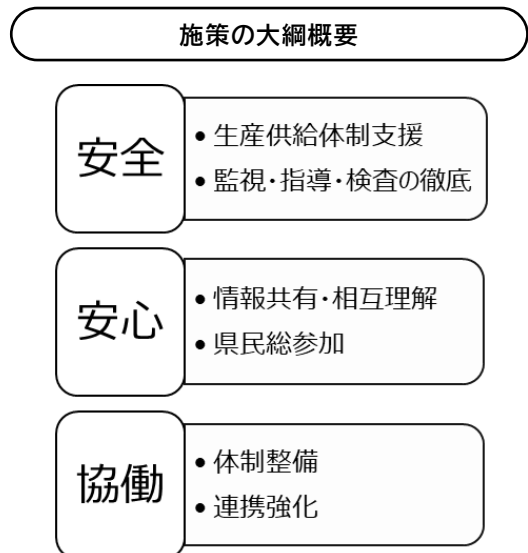 施策の大綱概要
安全
• 生産供給体制支援
• 監視・指導・検査の徹底
安心
• 情報共有・相互理解
• 県民総参加
協働
• 体制整備
• 連携強化